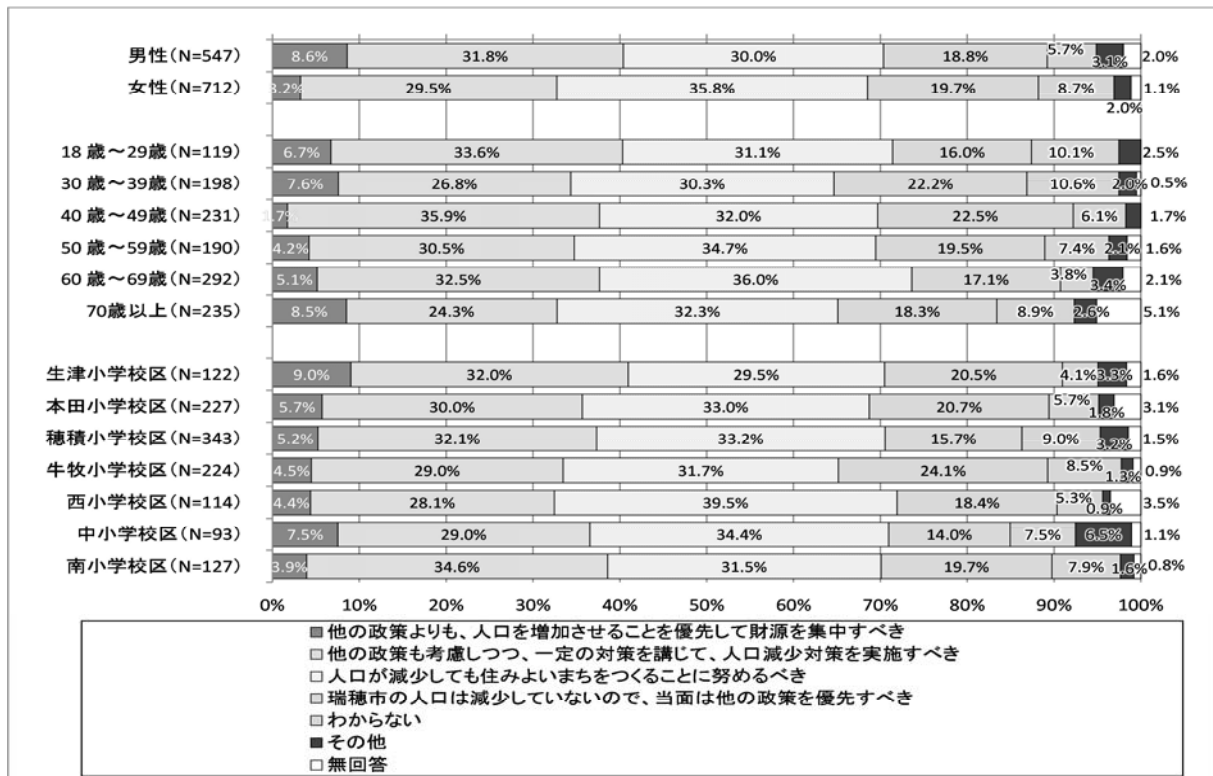 男性(N=547) 8.6% 31.8% 30.0% 18.8% 5.7% 3.1% 2.0%
女性(N=712) 3.2% 29.5% 35.8% 19.7% 8.7% 2.0% 1.1%
18歳～29歳(N=119) 6.7% 33.6% 31.1% 16.0% 10.1% 2.5%
30歳～39歳(N=198) 7.6% 26.8% 30.3% 22.2% 10.6% 2.0% 0.5%
40歳～49歳(N=231) 1.7% 35.9% 32.0% 22.5% 6.1% 1.7%
50歳～59歳(N=190) 4.2% 30.5% 34.7% 19.5% 7.4% 2.1% 1.6%
60歳～69歳(N=292) 5.1% 32.5% 36.0% 17.1% 3.8% 3.4% 2.1%
70歳以上(N=235) 8.5% 24.3% 32.3% 18.3% 8.9% 2.6% 5.1%
生津小学校区(N=122) 9.0% 32.0% 29.5% 20.5% 4.1% 3.3% 1.6%
本田小学校区(N=227) 5.7% 30.0% 33.0% 20.7% 5.7% 1.8% 3.1%
穂積小学校区(N=343) 5.2% 32.1% 33.2% 15.7% 9.0% 3.2% 1.5%
牛牧小学校区(N=224) 4.5% 29.0% 31.7% 24.1% 8.5% 1.3% 0.9%
西小学校区(N=114) 4.4% 28.1% 39.5% 18.4% 5.3% 0.9% 3.5%
中小学校区(N=93) 7.5% 29.0% 34.4% 14.0% 7.5% 6.5% 1.1%
南小学校区(N=127) 3.9% 34.6% 31.5% 19.7% 7.9% 1.6% 0.8%
0% 10% 20% 30% 40% 50% 60% 70% 80% 90% 100%
他の政策よりも、人口を増加させることを優先して財源を集中すべき
他の政策も考慮しつつ、一定の対策を講じて、人口減少対策を実施すべき
人口が減少しても住みよいまちをつくることに努めるべき
瑞穂市の人口は減少していないので、当面は他の政策を優先すべき
わからない
その他
無回答